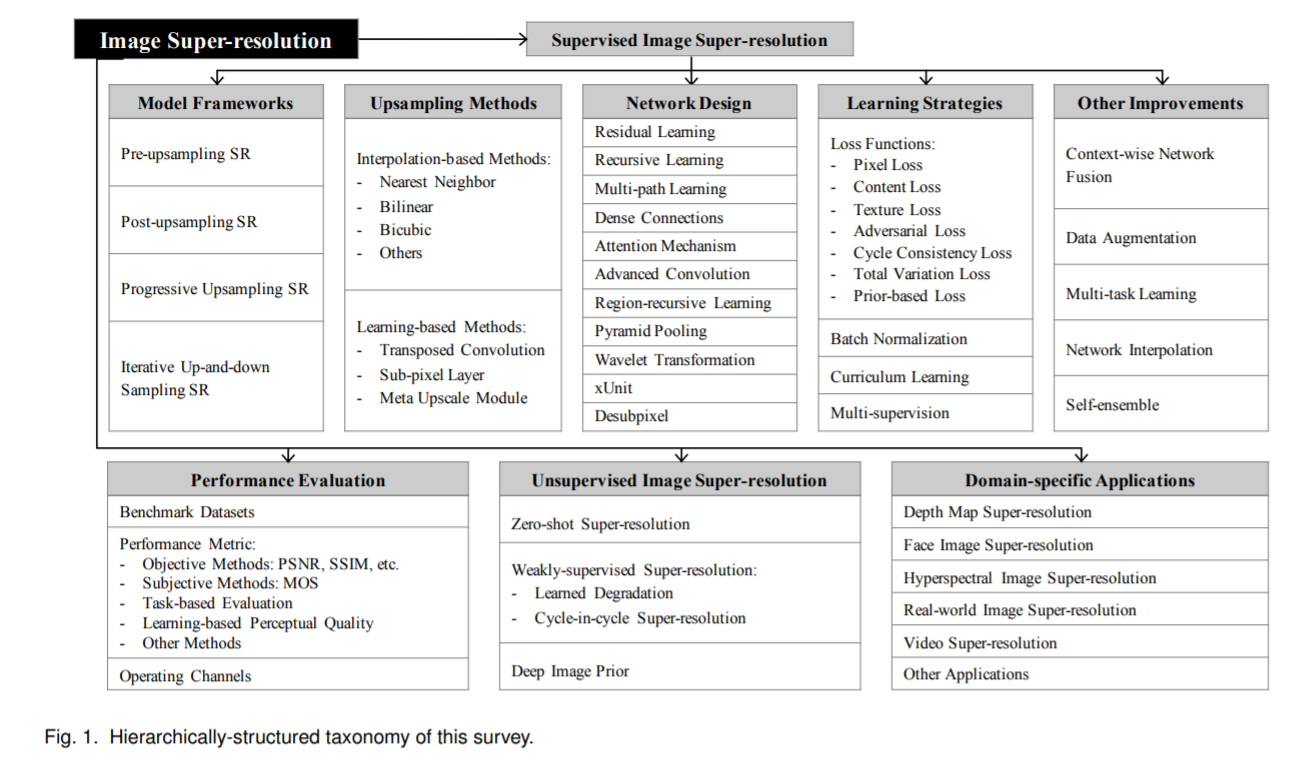 Image Super-resolution
Supervised Image Super-resolution
Model Frameworks
Pre-upsampling SR
Post-upsampling SR
Progressive Upsampling SR
Iterative Up-and-down
Sampling SR
Upsampling Methods
Interpolation-based Methods:
- Nearest Neighbor
- Bilinear
- Bicubic
- Others
Learning-based Methods:
- Transposed Convolution
- Sub-pixel Layer
- Meta Upscale Module
Network Design
Residual Learning
Recursive Learning
Multi-path Learning
Dense Connections
Attention Mechanism
Advanced Convolution
Region-recursive Learning
Pyramid Pooling
Wavelet Transformation
xUnit
Desubpixel
Learning Strategies
Loss Functions:
- Pixel Loss
- Content Loss
- Texture Loss
- Adversarial Loss
- Cycle Consistency Loss
- Total Variation Loss
- Prior-based Loss
Batch Normalization
Curriculum Learning
Multi-supervision
Other Improvements
Context-wise Network
Fusion
Data Augmentation
Multi-task Learning
Network Interpolation
Self-ensemble
Performance Evaluation
Benchmark Datasets
Performance Metric:
- Objective Methods: PSNR, SSIM, etc.
- Subjective Methods: MOS
- Task-based Evaluation
- Learning-based Perceptual Quality
- Other Methods
Operating Channels
Unsupervised Image Super-resolution
Zero-shot Super-resolution
Weakly-supervised Super-resolution:
- Learned Degradation
- Cycle-in-cycle Super-resolution
Deep Image Prior
Domain-specific Applications
Depth Map Super-resolution
Face Image Super-resolution
Hyperspectral Image Super-resolution
Real-world Image Super-resolution
Video Super-resolution
Other Applications
Fig. 1. Hierarchically-structured taxonomy of this survey.